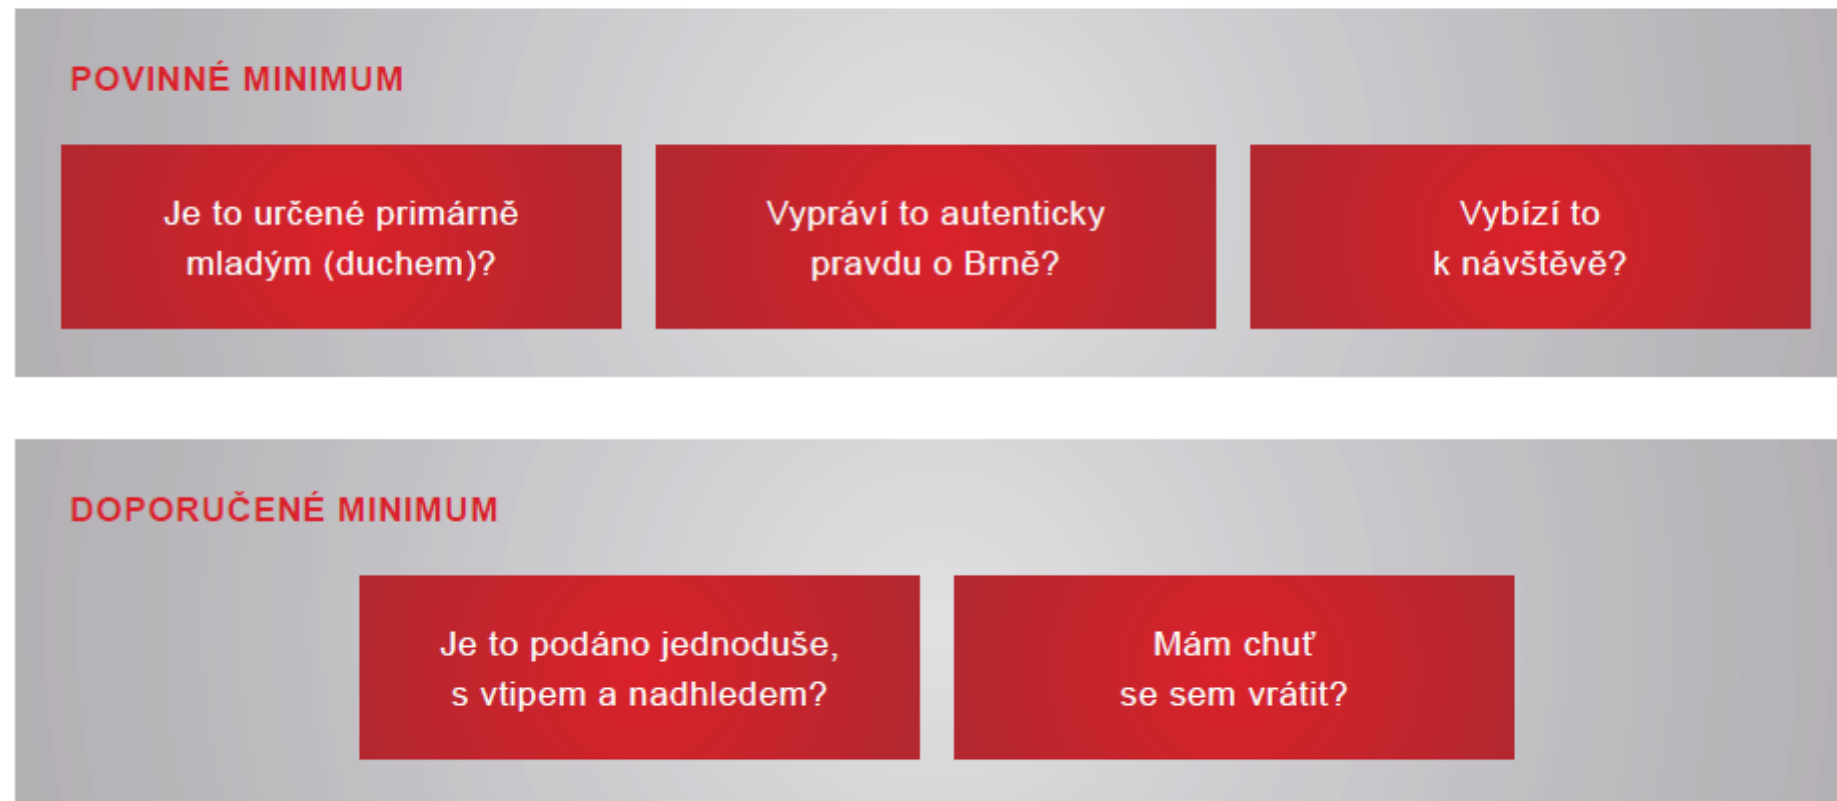 POVINNÉ MINIMUM
Je to určené primárně
mladým (duchem)?
Vypráví to autenticky
pravdu o Brně?
Vybízí to
k návštěvě?
DOPORUČENÉ MINIMUM
Je to podáno jednoduše,
s vtipem a nadhledem?
Mám chuť
se sem vrátit?